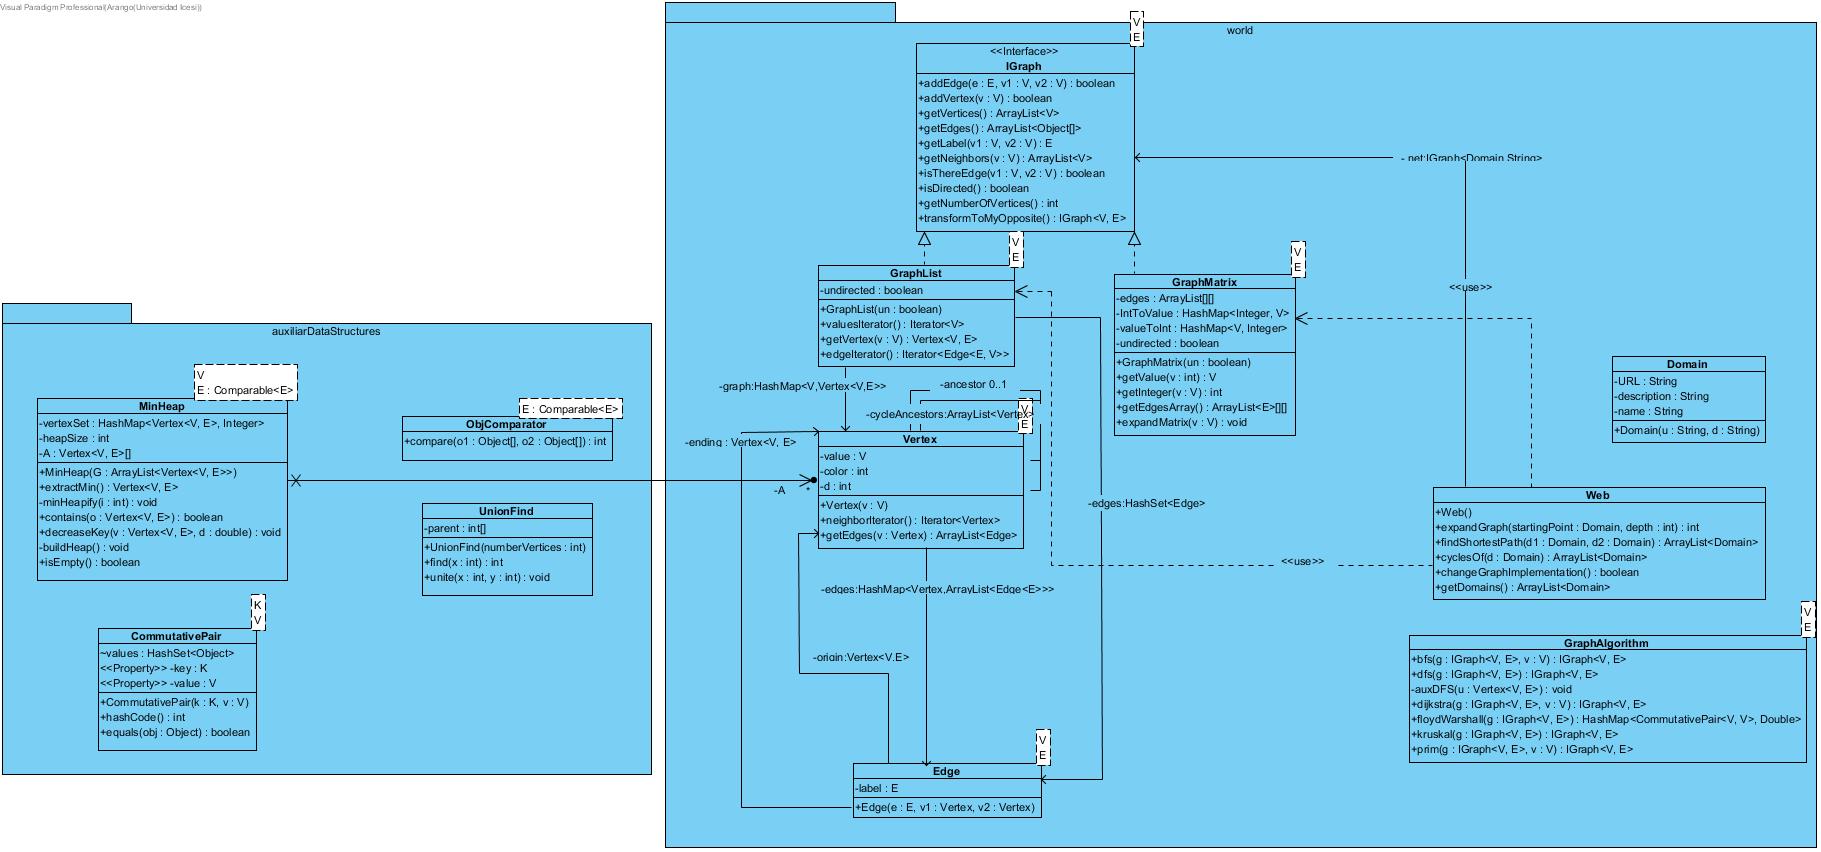 Visual Paradigm Professional(Arango(Universidad Icesi))
world
V
E
<<Interface>>
IGraph
+addEdge(e : E, v1 : V, v2 : V) : boolean
+addVertex(v : V) : boolean
+getVertices() : ArrayList<V>
+getEdges() : ArrayList<Object[]>
+getLabel(v1 : V, v2 : V) : E
+getNeighbors(v : V) : ArrayList<V>
+isThereEdge(v1 : V, v2 : V) : boolean
+isDirected() : boolean
+getNumberOfVertices() : int
+transformToMyOpposite() : IGraph<V, E>
- net:IGraph<Domain,String>
<<use>>
V
E
GraphList
-undirected : boolean
+GraphList(un : boolean)
+valuesIterator() : Iterator<V>
+getVertex(v : V) : Vertex<V, E>
+edgeIterator() : Iterator<Edge<E, V>>
V
E
GraphMatrix
-edges : ArrayList[][]
-IntToValue : HashMap<Integer, V>
-valueToInt : HashMap<V, Integer>
-undirected : boolean
+GraphMatrix(un : boolean)
+getValue(v : int) : V
+getInteger(v : V) : int
+getEdgesArray() : ArrayList<E>[][]
+expandMatrix(v : V) : void
Domain
-URL : String
-description : String
-name : String
+Domain(u : String, d : String)
auxiliarDataStructures
V
E : Comparable<E>
MinHeap
-vertexSet : HashMap<Vertex<V, E>, Integer>
-heapSize : int
-A : Vertex<V, E>[]
+MinHeap(G : ArrayList<Vertex<V, E>>)
+extractMin() : Vertex<V, E>
-minHeapify(i : int) : void
+contains(o : Vertex<V, E>) : boolean
+decreaseKey(v : Vertex<V, E>, d : double) : void
-buildHeap() : void
+isEmpty() : boolean
E : Comparable<E>
ObjComparator
+compare(o1 : Object[], o2 : Object[]) : int
UnionFind
-parent : int[]
+UnionFind(numberVertices : int)
+find(x : int) : int
+unite(x : int, y : int) : void
K
V
CommutativePair
~values : HashSet<Object>
<<Property>> -key : K
<<Property>> -value : V
+CommutativePair(k : K, v : V)
+hashCode() : int
+equals(obj : Object) : boolean
-graph:HashMap<V,Vertex<V,E>>
-ancestor 0..1
-cycleAncestors:ArrayList<Vertex>
-ending : Vertex<V, E>
-A
*
V
E
Vertex
-value : V
-color : int
-d : int
+Vertex(v : V)
+neighborIterator() : Iterator<Vertex>
+getEdges(v : Vertex) : ArrayList<Edge>
-edges:HashSet<Edge>
<<use>>
-edges:HashMap<Vertex,ArrayList<Edge<E>>>
-origin:Vertex<V,E>
V
E
Edge
-label : E
+Edge(e : E, v1 : Vertex, v2 : Vertex)
Web
+Web()
+expandGraph(startingPoint : Domain, depth : int) : int
+findShortestPath(d1 : Domain, d2 : Domain) : ArrayList<Domain>
+cyclesOf(d : Domain) : ArrayList<Domain>
+changeGraphImplementation() : boolean
+getDomains() : ArrayList<Domain>
V
E
GraphAlgorithm
+bfs(g : IGraph<V, E>, v : V) : IGraph<V, E>
+dfs(g : IGraph<V, E>) : IGraph<V, E>
-auxDFS(u : Vertex<V, E>) : void
+dijkstra(g : IGraph<V, E>, v : V) : IGraph<V, E>
+floydWarshall(g : IGraph<V, E>) : HashMap<CommutativePair<V, V>, Double>
+kruskal(g : IGraph<V, E>) : IGraph<V, E>
+prim(g : IGraph<V, E>, v : V) : IGraph<V, E>